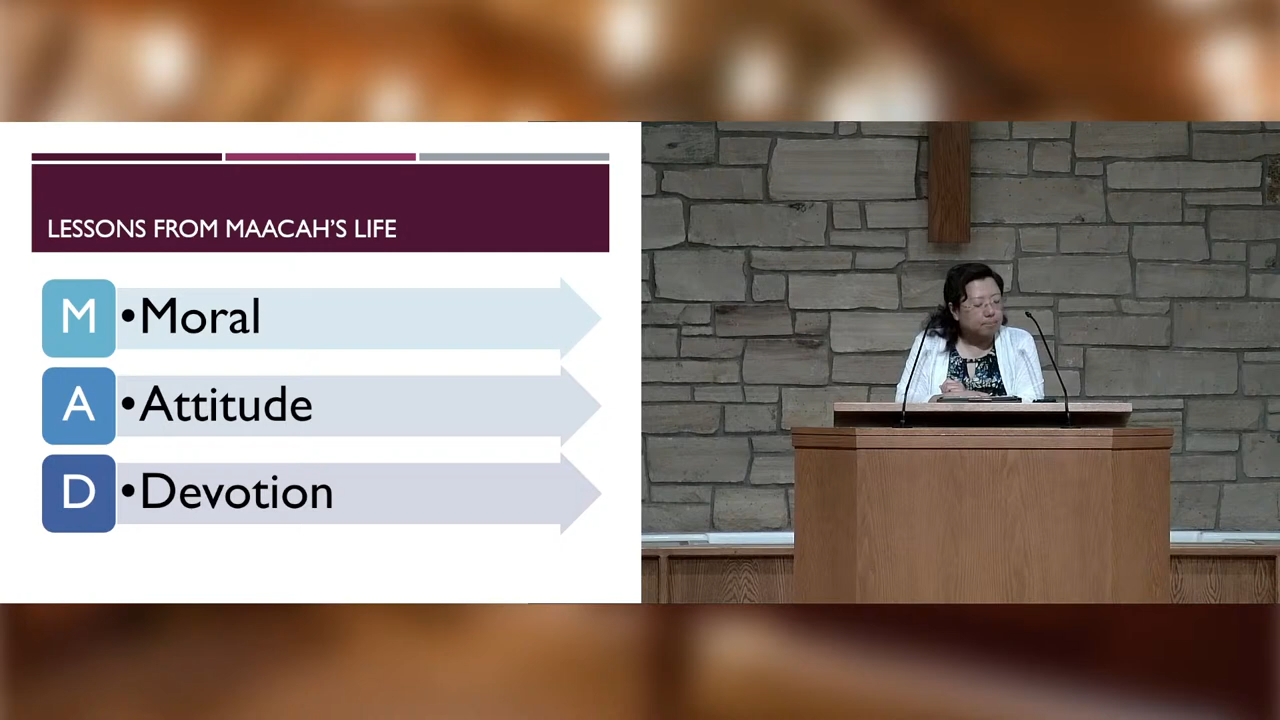 LESSONS FROM MAACAH'S LIFE
M •Moral
A •Attitude
D •Devotion